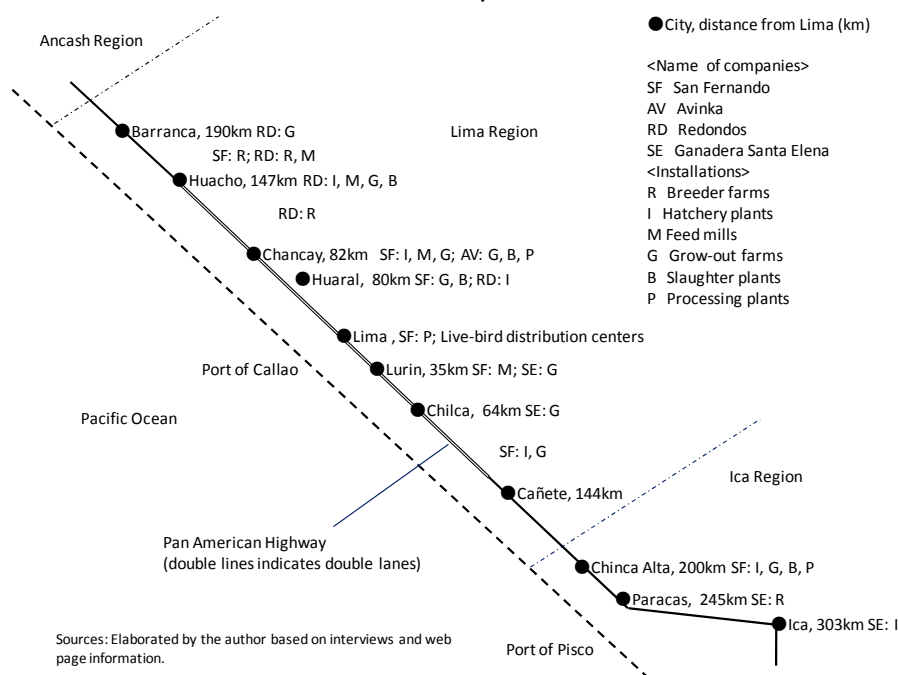 Ancash Region
Barranca, 190km RD: G
SF: R; RD: R, M
Lima Region
Huacho, 147km RD: I, M, G, B
RD: R
Chancay, 82km SF: I, M, G; AV: G, B, P
Huaral, 80km SF: G, B; RD: I
Lima , SF: P; Live-bird distribution centers
Port of Callao
Lurin, 35km SF: M; SE: G
Pacific Ocean
Chilca, 64km SE: G
SF: I, G
Ica Region
Cañete, 144km
Pan American Highway
(double lines indicates double lanes)
Chinca Alta, 200km SF: I, G, B, P
Paracas, 245km SE: R
Ica, 303km SE: I
Port of Pisco
Sources: Elaborated by the author based on interviews and web
page information.
City, distance from Lima (km)
<Name of companies>
SF San Fernando
AV Avinka
RD Redondos
SE Ganadera Santa Elena
<Installations>
R Breeder farms
I Hatchery plants
M Feed mills
G Grow-out farms
B Slaughter plants
P Processing plants